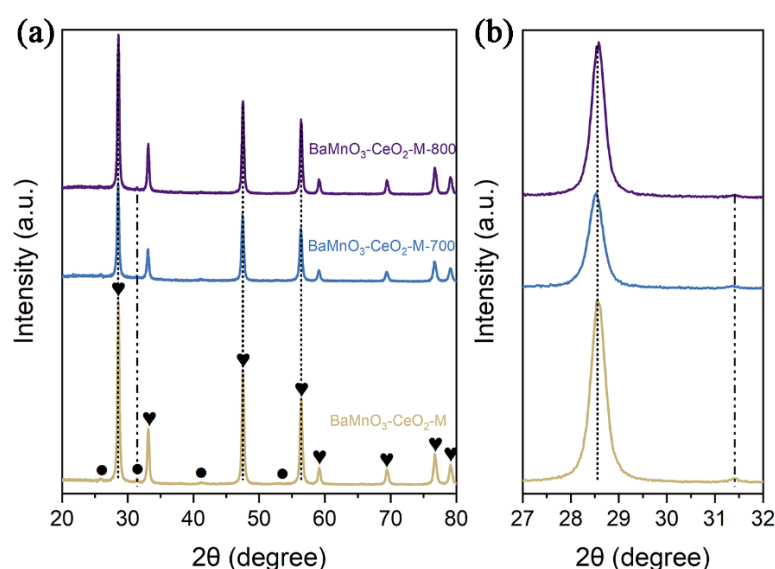 (a)
Intensity (a.u.)
BaMnO₃-CeO₂-M-800
BaMnO₃-CeO₂-M-700
BaMnO₃-CeO₂-M
20 30 40 50 60 70 80
2θ (degree)
(b)
Intensity (a.u.)
27 28 29 30 31 32
2θ (degree)